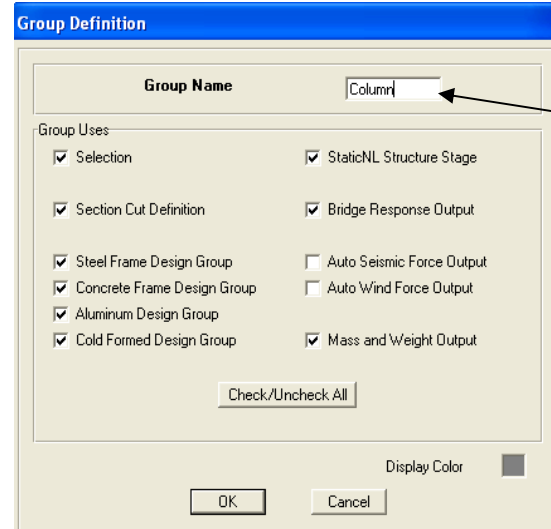 Group Definition
Group Name
Column
Group Uses
Selection
StaticNL Structure Stage
Section Cut Definition
Bridge Response Output
Steel Frame Design Group
Auto Seismic Force Output
Concrete Frame Design Group
Auto Wind Force Output
Aluminum Design Group
Cold Formed Design Group
Mass and Weight Output
Check/Uncheck All
Display Color
OK
Cancel